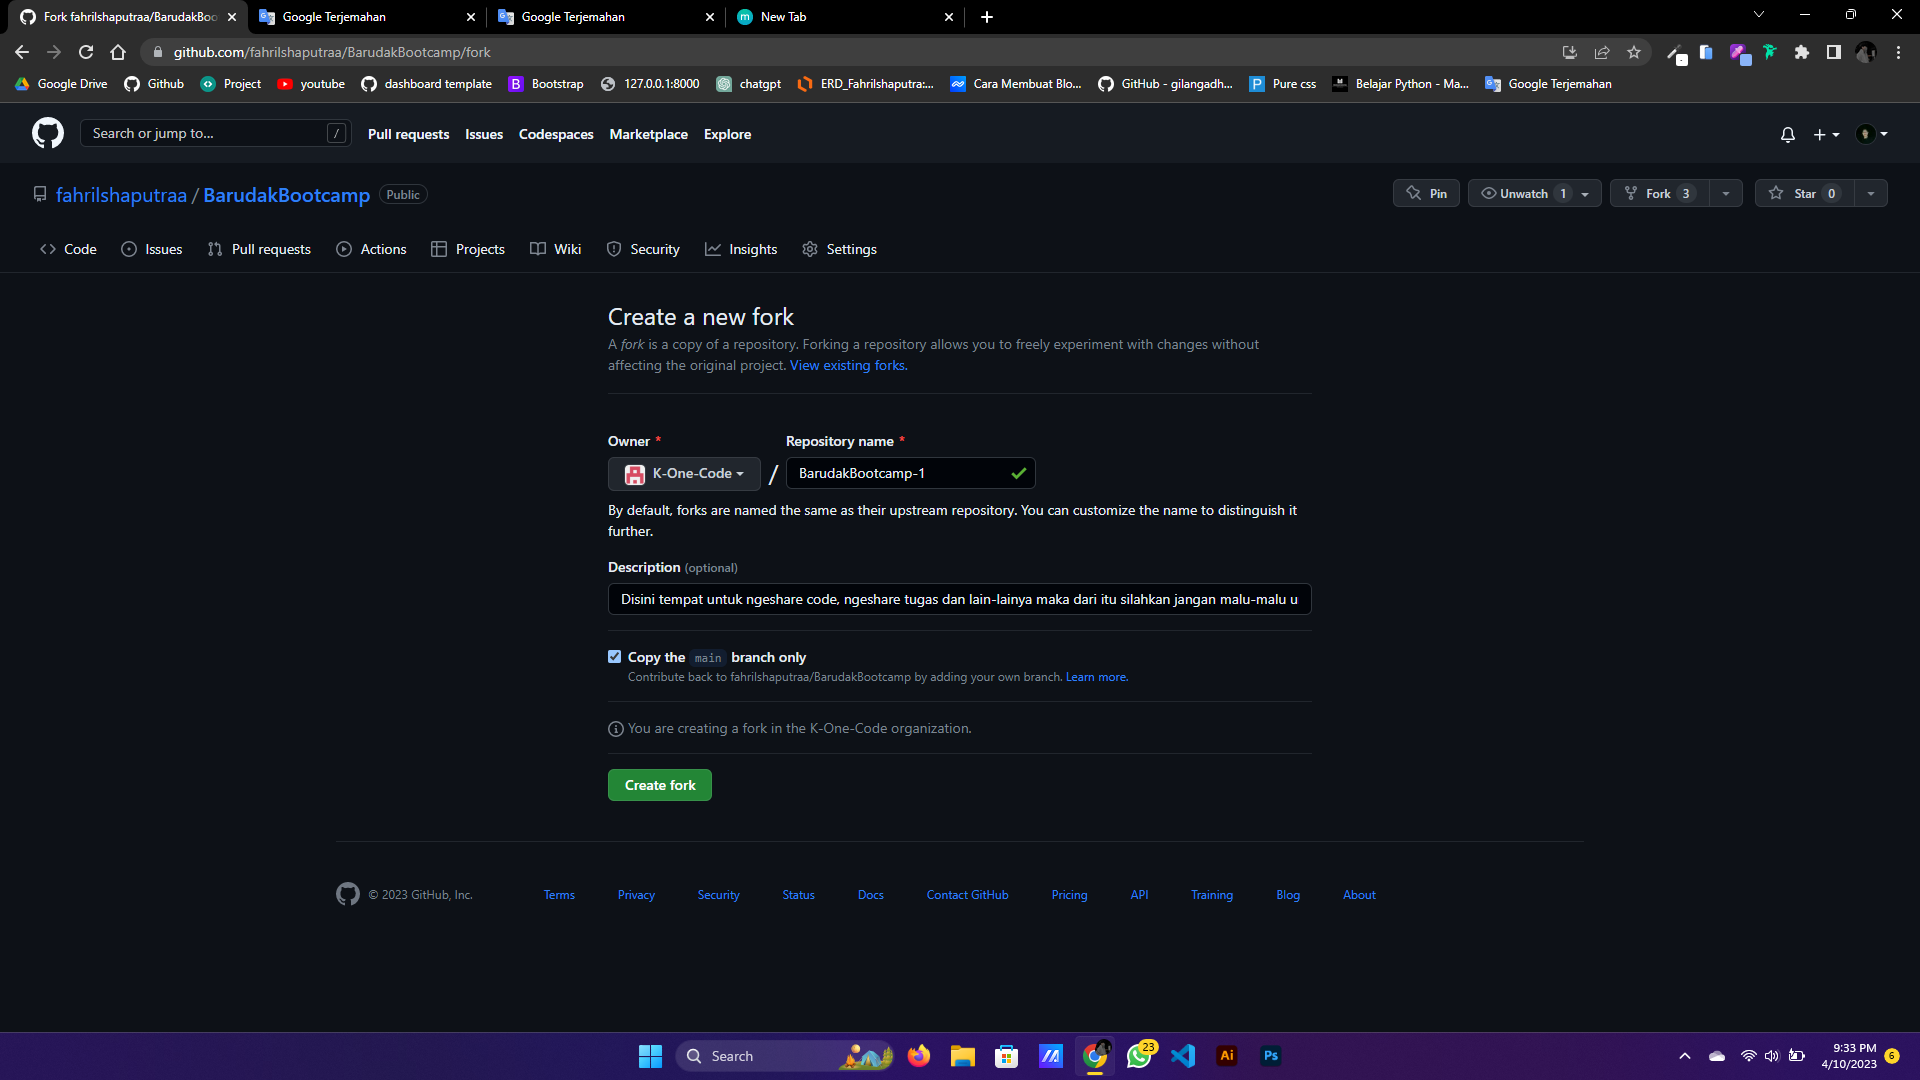 Fork fahrilshaputraa/BarudakBoo
Google Terjemahan
Google Terjemahan
New Tab
github.com/fahrilshaputraa/BarudakBootcamp/fork
Google Drive
Github
Project
youtube
dashboard template
Bootstrap
127.0.0.1:8000
chatgpt
ERD_Fahrilshaputra:...
Cara Membuat Blo...
GitHub - gilangadh...
Pure css
Belajar Python - Ma...
Google Terjemahan
Search or jump to...
/
Pull requests
Issues
Codespaces
Marketplace
Explore
fahrilshaputraa / BarudakBootcamp
Public
Pin
Unwatch 1
Fork 3
Star 0
Code
Issues
Pull requests
Actions
Projects
Wiki
Security
Insights
Settings
Create a new fork
A fork is a copy of a repository. Forking a repository allows you to freely experiment with changes without
affecting the original project. View existing forks.
Owner *
Repository name *
K-One-Code
/
BarudakBootcamp-1
By default, forks are named the same as their upstream repository. You can customize the name to distinguish it
further.
Description (optional)
Disini tempat untuk ngeshare code, ngeshare tugas dan lain-lainya maka dari itu silahkan jangan malu-malu u
Copy the main branch only
Contribute back to fahrilshaputraa/BarudakBootcamp by adding your own branch. Learn more.
You are creating a fork in the K-One-Code organization.
Create fork
© 2023 GitHub, Inc.
Terms
Privacy
Security
Status
Docs
Contact GitHub
Pricing
API
Training
Blog
About
Search
23
Ai
Ps
9:33 PM
4/10/2023
6